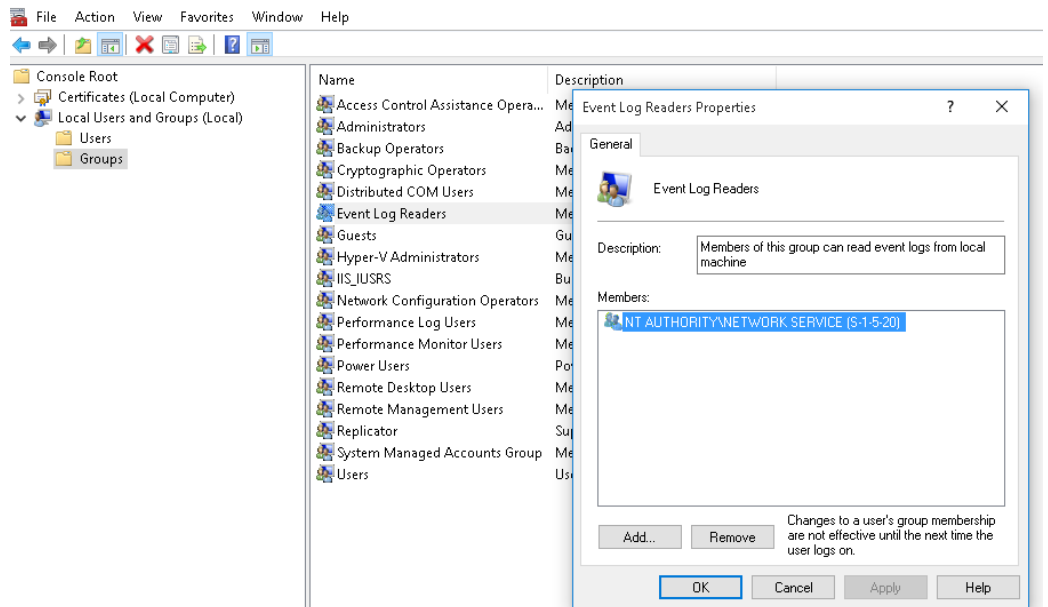 File Action View Favorites Window Help
Console Root
Certificates (Local Computer)
Local Users and Groups (Local)
Users
Groups
Name Description
Access Control Assistance Opera... Me
Administrators Ad
Backup Operators Bac
Cryptographic Operators Me
Distributed COM Users Me
Event Log Readers Me
Guests Gu
Hyper-V Administrators Me
IIS_IUSRS Bu
Network Configuration Operators Me
Performance Log Users Me
Performance Monitor Users Me
Power Users Po
Remote Desktop Users Me
Remote Management Users Me
Replicator Su
System Managed Accounts Group Me
Users Us
Event Log Readers Properties
General
Event Log Readers
Description:
Members of this group can read event logs from local
machine
Members:
NT AUTHORITY\NETWORK SERVICE (S-1-5-20)
Add... Remove
Changes to a user's group membership
are not effective until the next time the
user logs on.
OK Cancel Apply Help